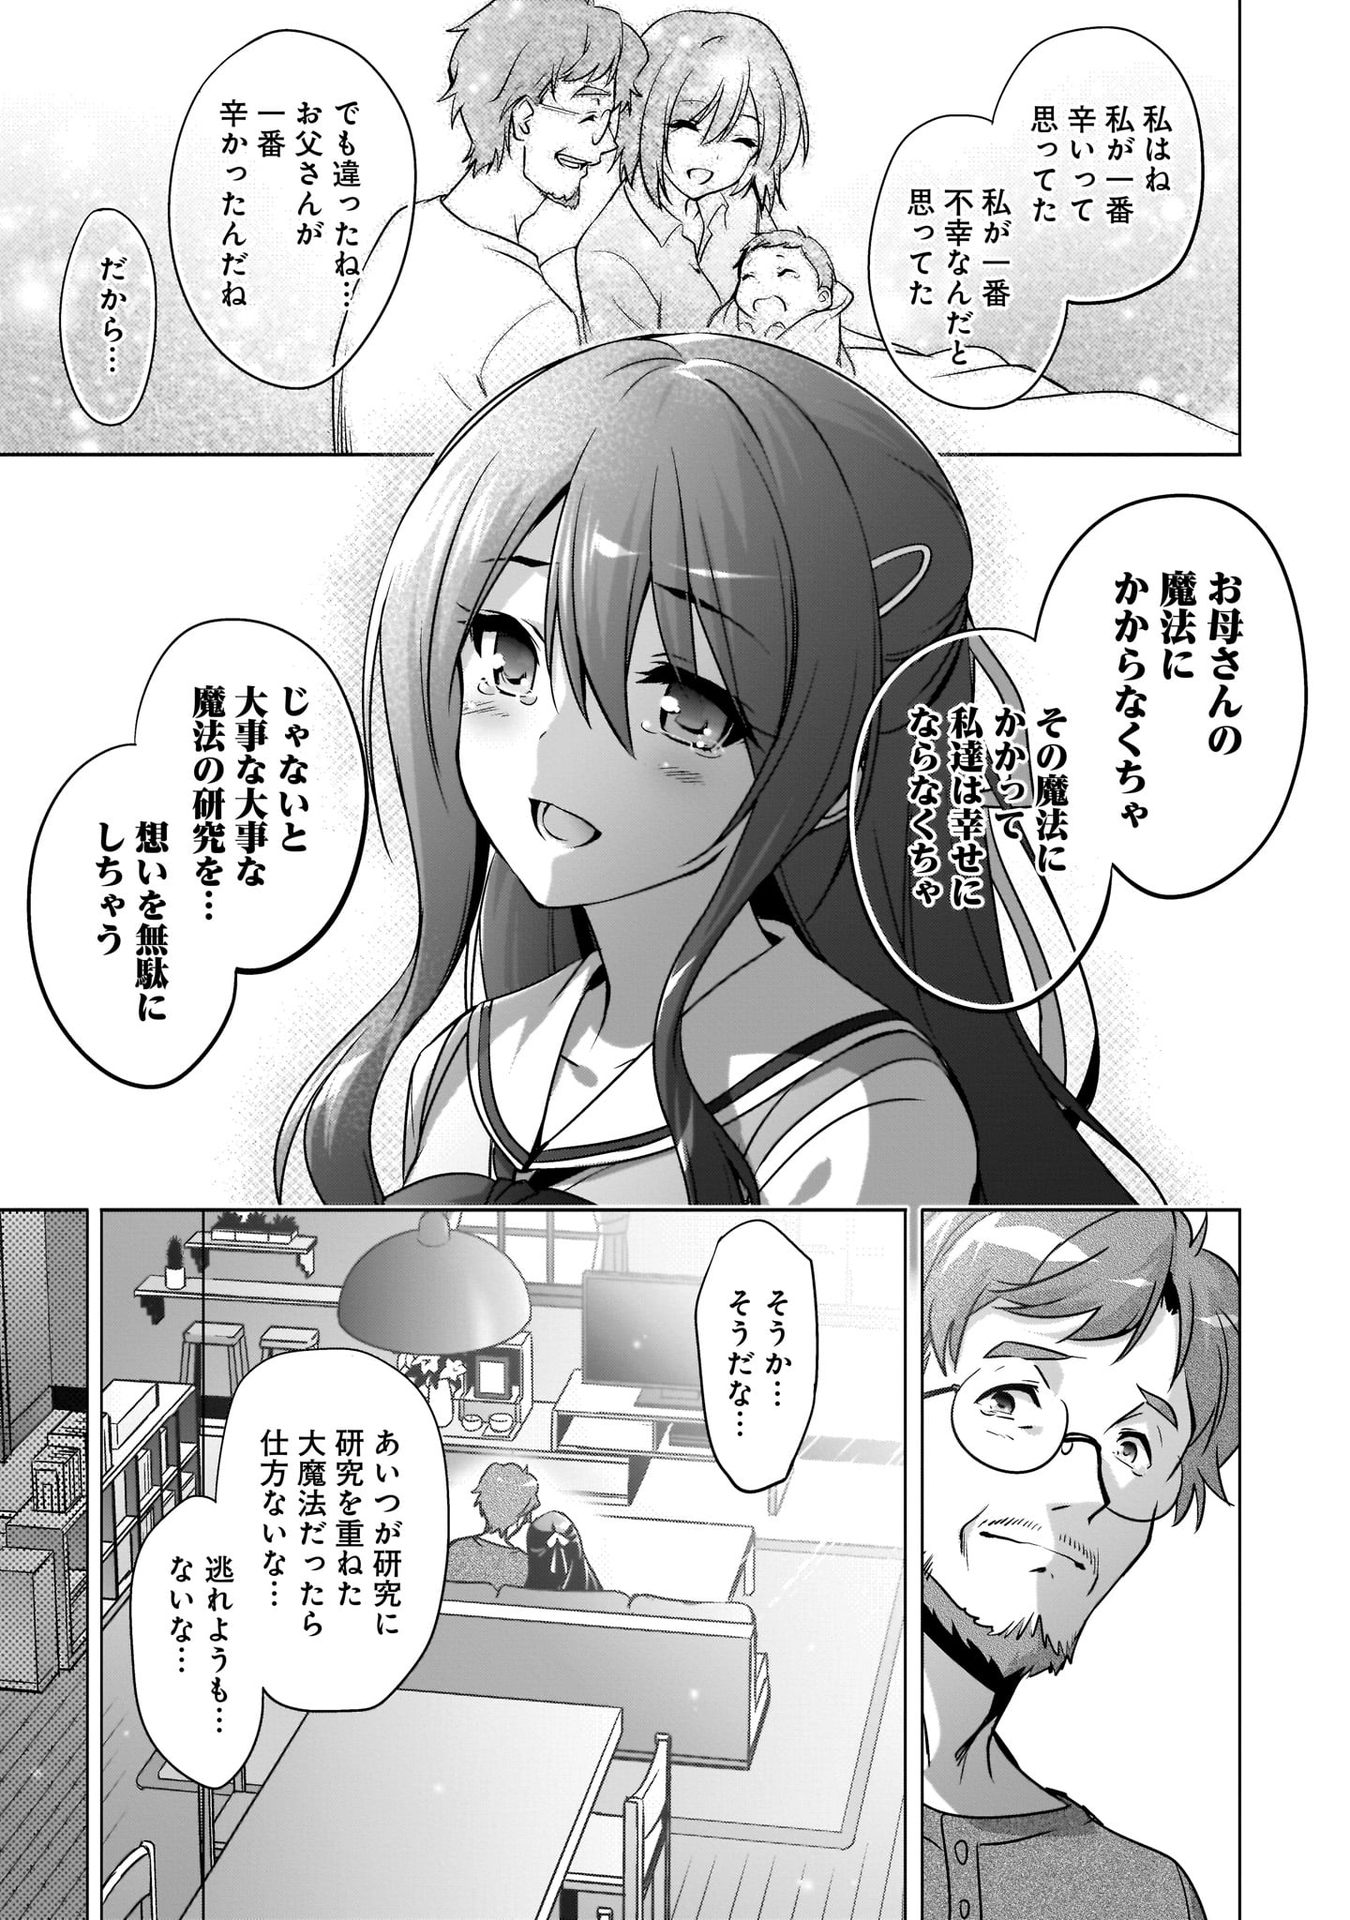 私はね
私が一番
辛いって
思ってた
私が一番
不幸なんだと
思ってた
でも違ったね…
お父さんが
一番
辛かったんだね
だから…
お母さんの
魔法に
かからなくちゃ
その魔法に
かかって
私達は幸せに
ならなくちゃ
じゃないと
大事な大事な
魔法の研究を…
想いを無駄に
しちゃう
そうか…
そうだな…
あいつが研究に
研究を重ねた
大魔法だったら
仕方ないな…
逃れようも…
ないな…